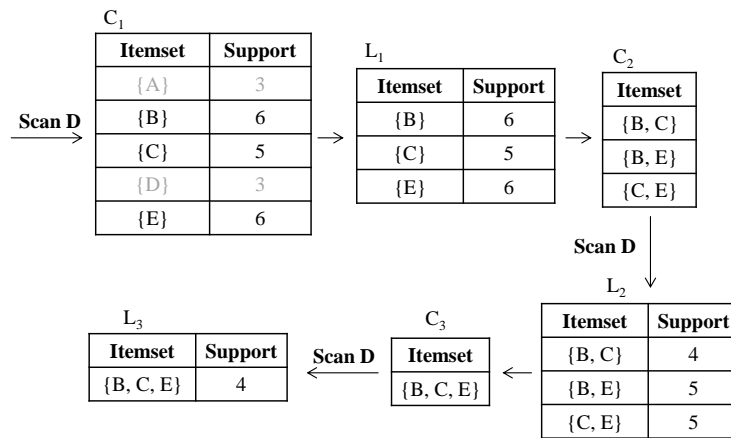 C₁
Itemset Support
{A} 3
{B} 6
{C} 5
{D} 3
{E} 6
Scan D
L₁
Itemset Support
{B} 6
{C} 5
{E} 6
C₂
Itemset
{B, C}
{B, E}
{C, E}
Scan D
L₂
Itemset Support
{B, C} 4
{B, E} 5
{C, E} 5
C₃
Itemset
{B, C, E}
Scan D
L₃
Itemset Support
{B, C, E} 4